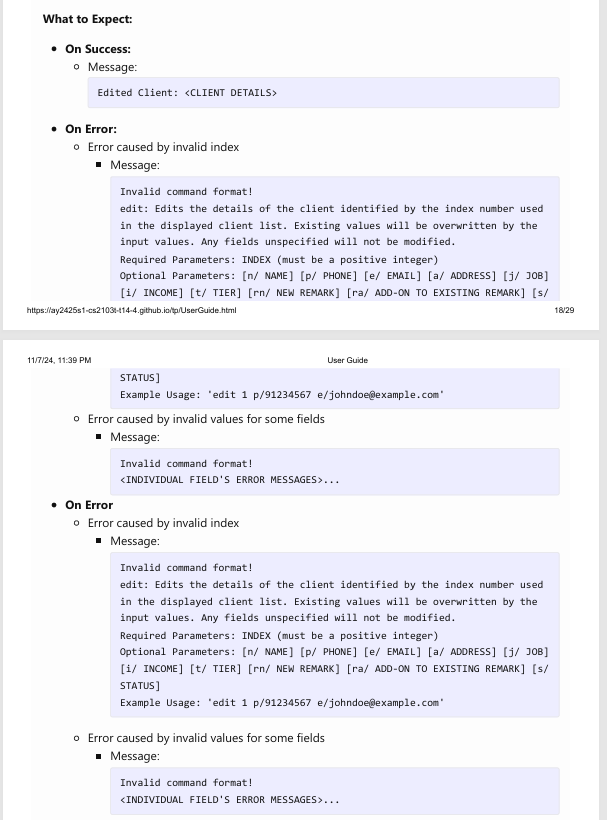 What to Expect:
On Success:
Message:
Edited Client: <CLIENT DETAILS>
On Error:
Error caused by invalid index
Message:
Invalid command format!
edit: Edits the details of the client identified by the index number used
in the displayed client list. Existing values will be overwritten by the
input values. Any fields unspecified will not be modified.
Required Parameters: INDEX (must be a positive integer)
Optional Parameters: [n/ NAME] [p/ PHONE] [e/ EMAIL] [a/ ADDRESS] [j/ JOB]
[i/ INCOME] [t/ TIER] [rn/ NEW REMARK] [ra/ ADD-ON TO EXISTING REMARK] [s/
https://ay2425s1-cs2103t-t14-4.github.io/tp/UserGuide.html 18/29
11/7/24, 11:39 PM User Guide
STATUS]
Example Usage: 'edit 1 p/91234567 e/johndoe@example.com'
Error caused by invalid values for some fields
Message:
Invalid command format!
<INDIVIDUAL FIELD'S ERROR MESSAGES>...
On Error
Error caused by invalid index
Message:
Invalid command format!
edit: Edits the details of the client identified by the index number used
in the displayed client list. Existing values will be overwritten by the
input values. Any fields unspecified will not be modified.
Required Parameters: INDEX (must be a positive integer)
Optional Parameters: [n/ NAME] [p/ PHONE] [e/ EMAIL] [a/ ADDRESS] [j/ JOB]
[i/ INCOME] [t/ TIER] [rn/ NEW REMARK] [ra/ ADD-ON TO EXISTING REMARK] [s/
STATUS]
Example Usage: 'edit 1 p/91234567 e/johndoe@example.com'
Error caused by invalid values for some fields
Message:
Invalid command format!
<INDIVIDUAL FIELD'S ERROR MESSAGES>...